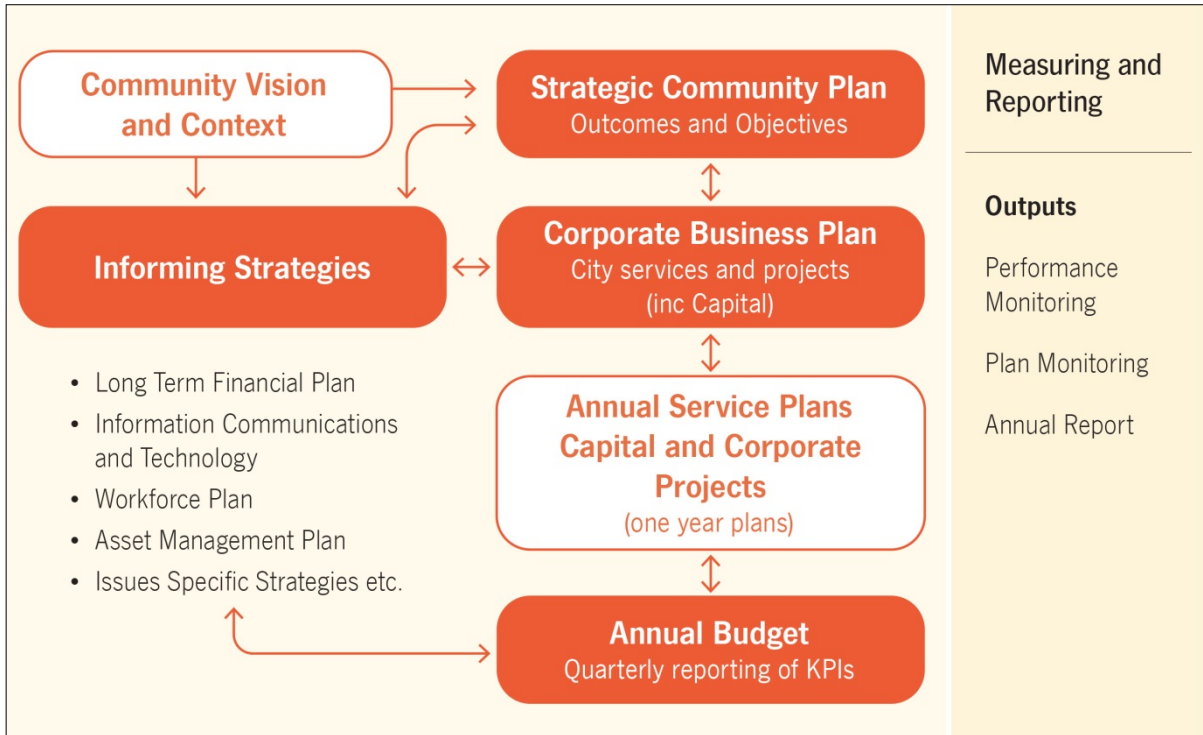 Community Vision
and Context
Strategic Community Plan
Outcomes and Objectives
Informing Strategies
Corporate Business Plan
City services and projects
(inc Capital)
• Long Term Financial Plan
• Information Communications
and Technology
• Workforce Plan
• Asset Management Plan
• Issues Specific Strategies etc.
Annual Service Plans
Capital and Corporate
Projects
(one year plans)
Annual Budget
Quarterly reporting of KPIs
Measuring and
Reporting
Outputs
Performance
Monitoring
Plan Monitoring
Annual Report